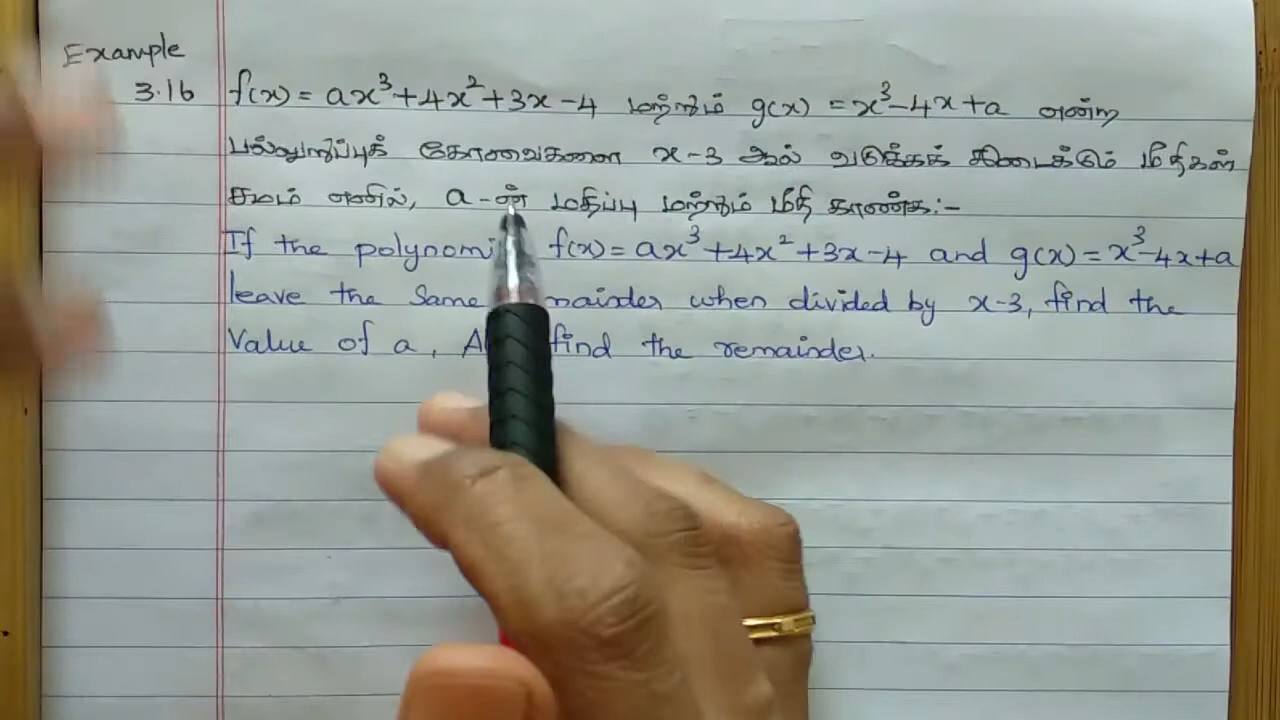 Example
3.16 f(x) = ax³+4x²+3x-4 மற்றும் g(x) = x³-4x+a என்ற
பல்லுறுப்புக் கோவைகளை x-3 ஆல் வகுக்கக் கிடைக்கும் மீதிகள்
சமம் எனில், a-ன் மதிப்பு மற்றும் மீதி காண்க:-
If the polynomi f(x) = ax³+4x²+3x-4 and g(x) = x³-4x+a
leave the same mainder when divided by x-3, find the
Value of a, A find the remainder.